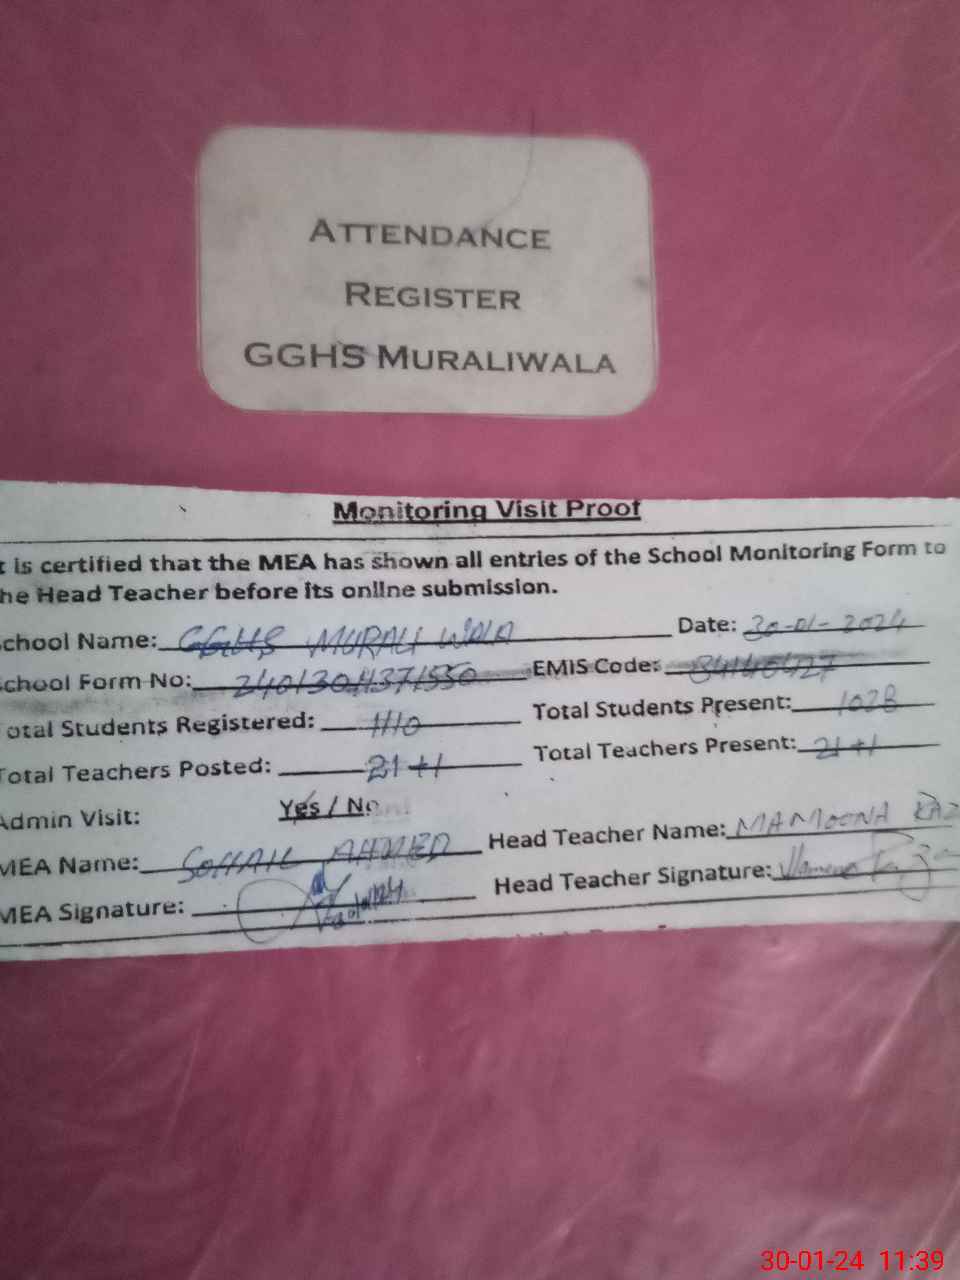 ATTENDANCE
REGISTER
GGHS MURALIWALA
Monitoring Visit Proof
t is certified that the MEA has shown all entries of the School Monitoring Form to
he Head Teacher before its online submission.
chool Name: GGHS MURALI WALA Date: 30-01-2024
chool Form No: EMIS Code:
otal Students Registered: 1110 Total Students Present: 1028
Total Teachers Posted: 21+1 Total Teachers Present: 21+1
Admin Visit: Yes / No
MEA Name: SOHAIL AHMED Head Teacher Name: MAMOONA
MEA Signature: Head Teacher Signature:
30-01-24 11:39